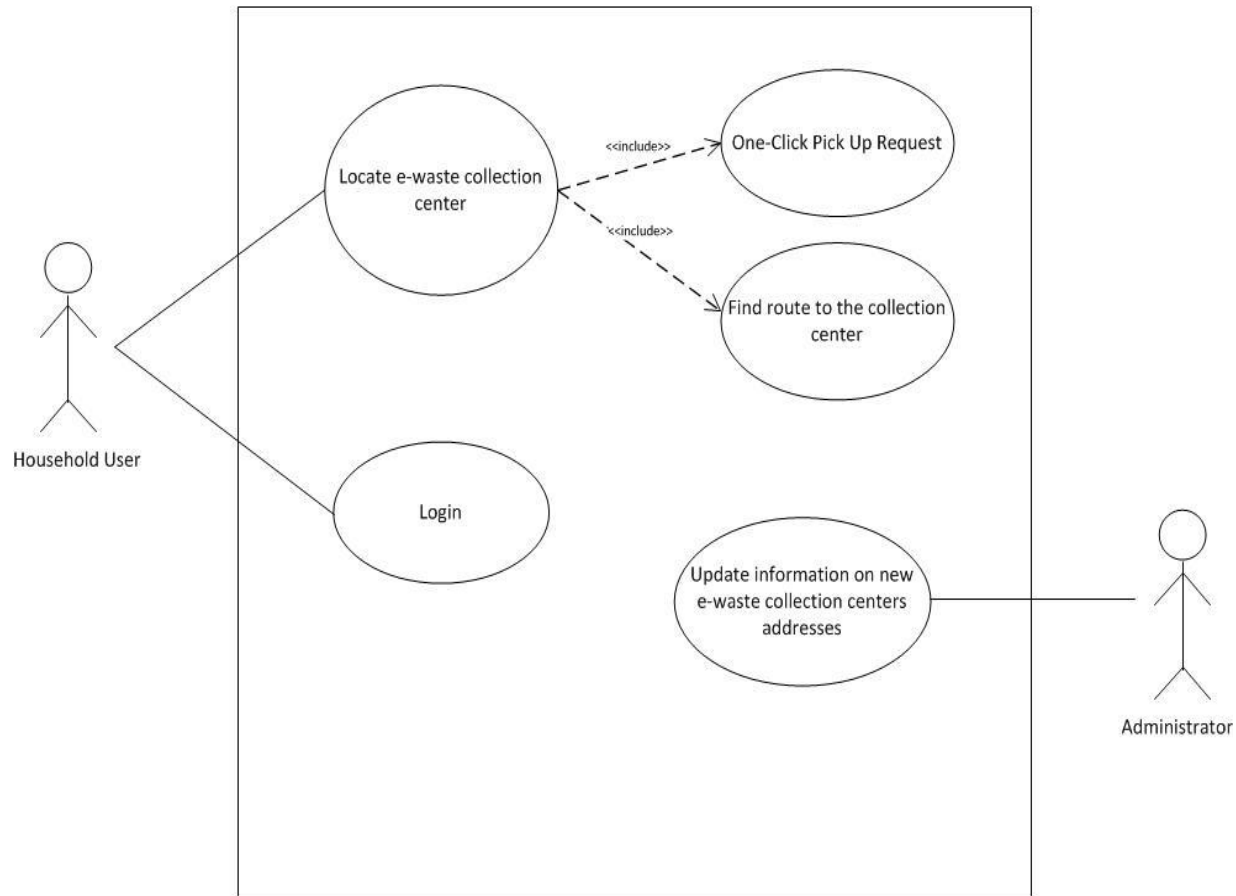 One-Click Pick Up Request
<<include>>
Locate e-waste collection
center
<<include>>
Find route to the collection
center
Household User
Login
Update information on new
e-waste collection centers
addresses
Administrator